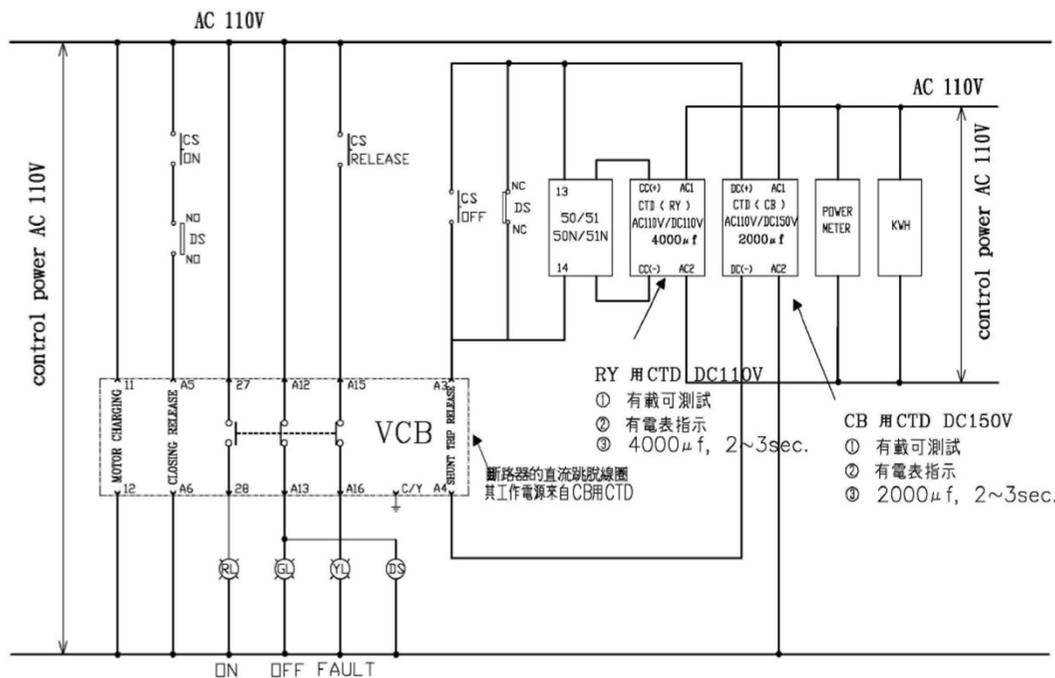 AC 110V
AC 110V
control power AC 110V
control power AC 110V
CS
ON
CS
RELEASE
NO
DS
NO
CS
OFF
NC
DS
NC
13
50/51
50N/51N
14
CC(+) AC1
CTD ( RY )
AC110V/DC110V
4000μf
CC(-) AC2
DC(+) AC1
CTD ( CB )
AC110V/DC150V
2000μf
DC(-) AC2
POWER
METER
KWH
RY 用CTD DC110V
① 有載可測試
② 有電表指示
③ 4000μf, 2~3sec.
CB 用CTD DC150V
① 有載可測試
② 有電表指示
③ 2000μf, 2~3sec.
11 A5 27 A12 A15 A3
MOTOR CHARGING
CLOSING RELEASE
VCB
SHUNT TRP RELEASE
12 A6 28 A13 A16 C/Y A4
斷路器的直流跳脫線圈
其工作電源來自CB用CTD
RL GL YL DS
ON OFF FAULT